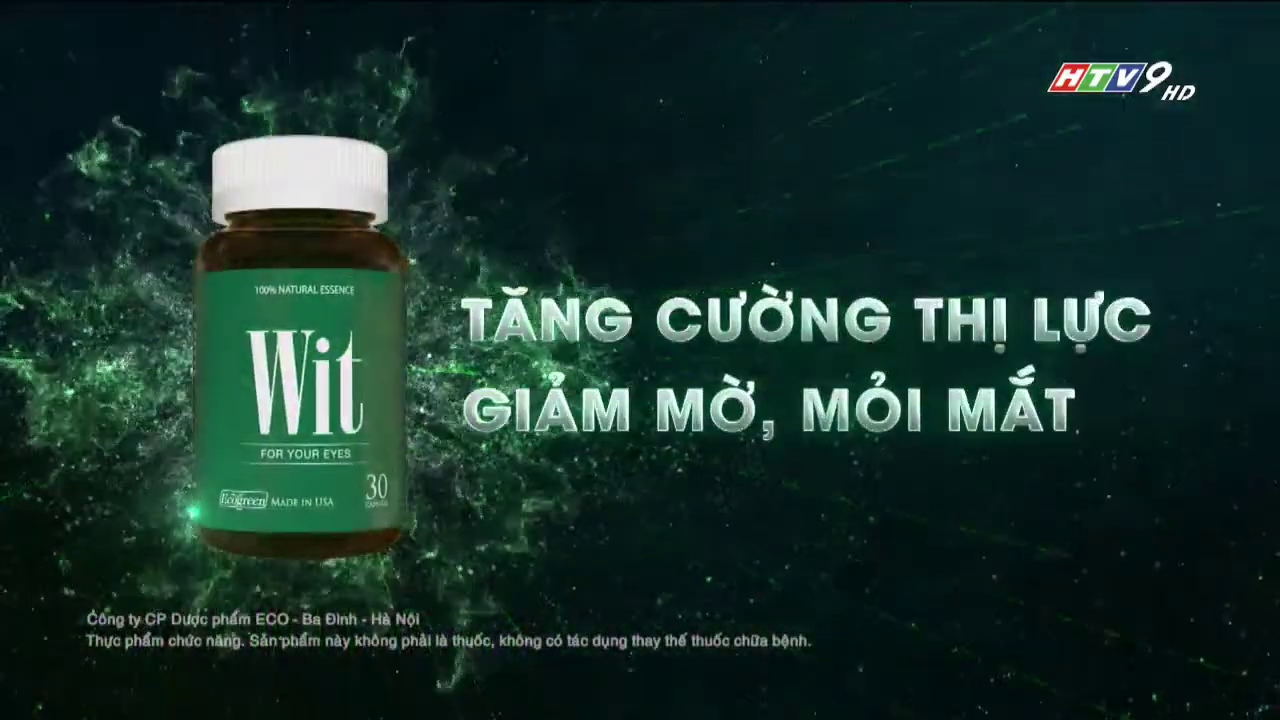 HTV9 HD
100% NATURAL ESSENCE
Wit
FOR YOUR EYES
30
CAPSULES
Ecogreen MADE IN USA
TĂNG CƯỜNG THỊ LỰC
GIẢM MỜ, MỎI MẮT
Công ty CP Dược phẩm ECO - Ba Đình - Hà Nội
Thực phẩm chức năng. Sản phẩm này không phải là thuốc, không có tác dụng thay thế thuốc chữa bệnh.